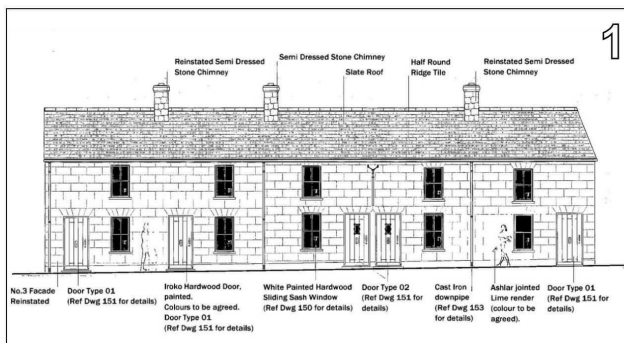 1
Reinstated Semi Dressed
Stone Chimney
Semi Dressed Stone Chimney
Slate Roof
Half Round
Ridge Tile
Reinstated Semi Dressed
Stone Chimney
No.3 Facade
Reinstated
Door Type 01
(Ref Dwg 151 for details)
Iroko Hardwood Door,
painted.
Colours to be agreed.
Door Type 01
(Ref Dwg 151 for details)
White Painted Hardwood
Sliding Sash Window
(Ref Dwg 150 for details)
Door Type 02
(Ref Dwg 151 for
details)
Cast Iron
downpipe
(Ref Dwg 153
for details)
Ashlar jointed
Lime render
(colour to be
agreed).
Door Type 01
(Ref Dwg 151 for
details)